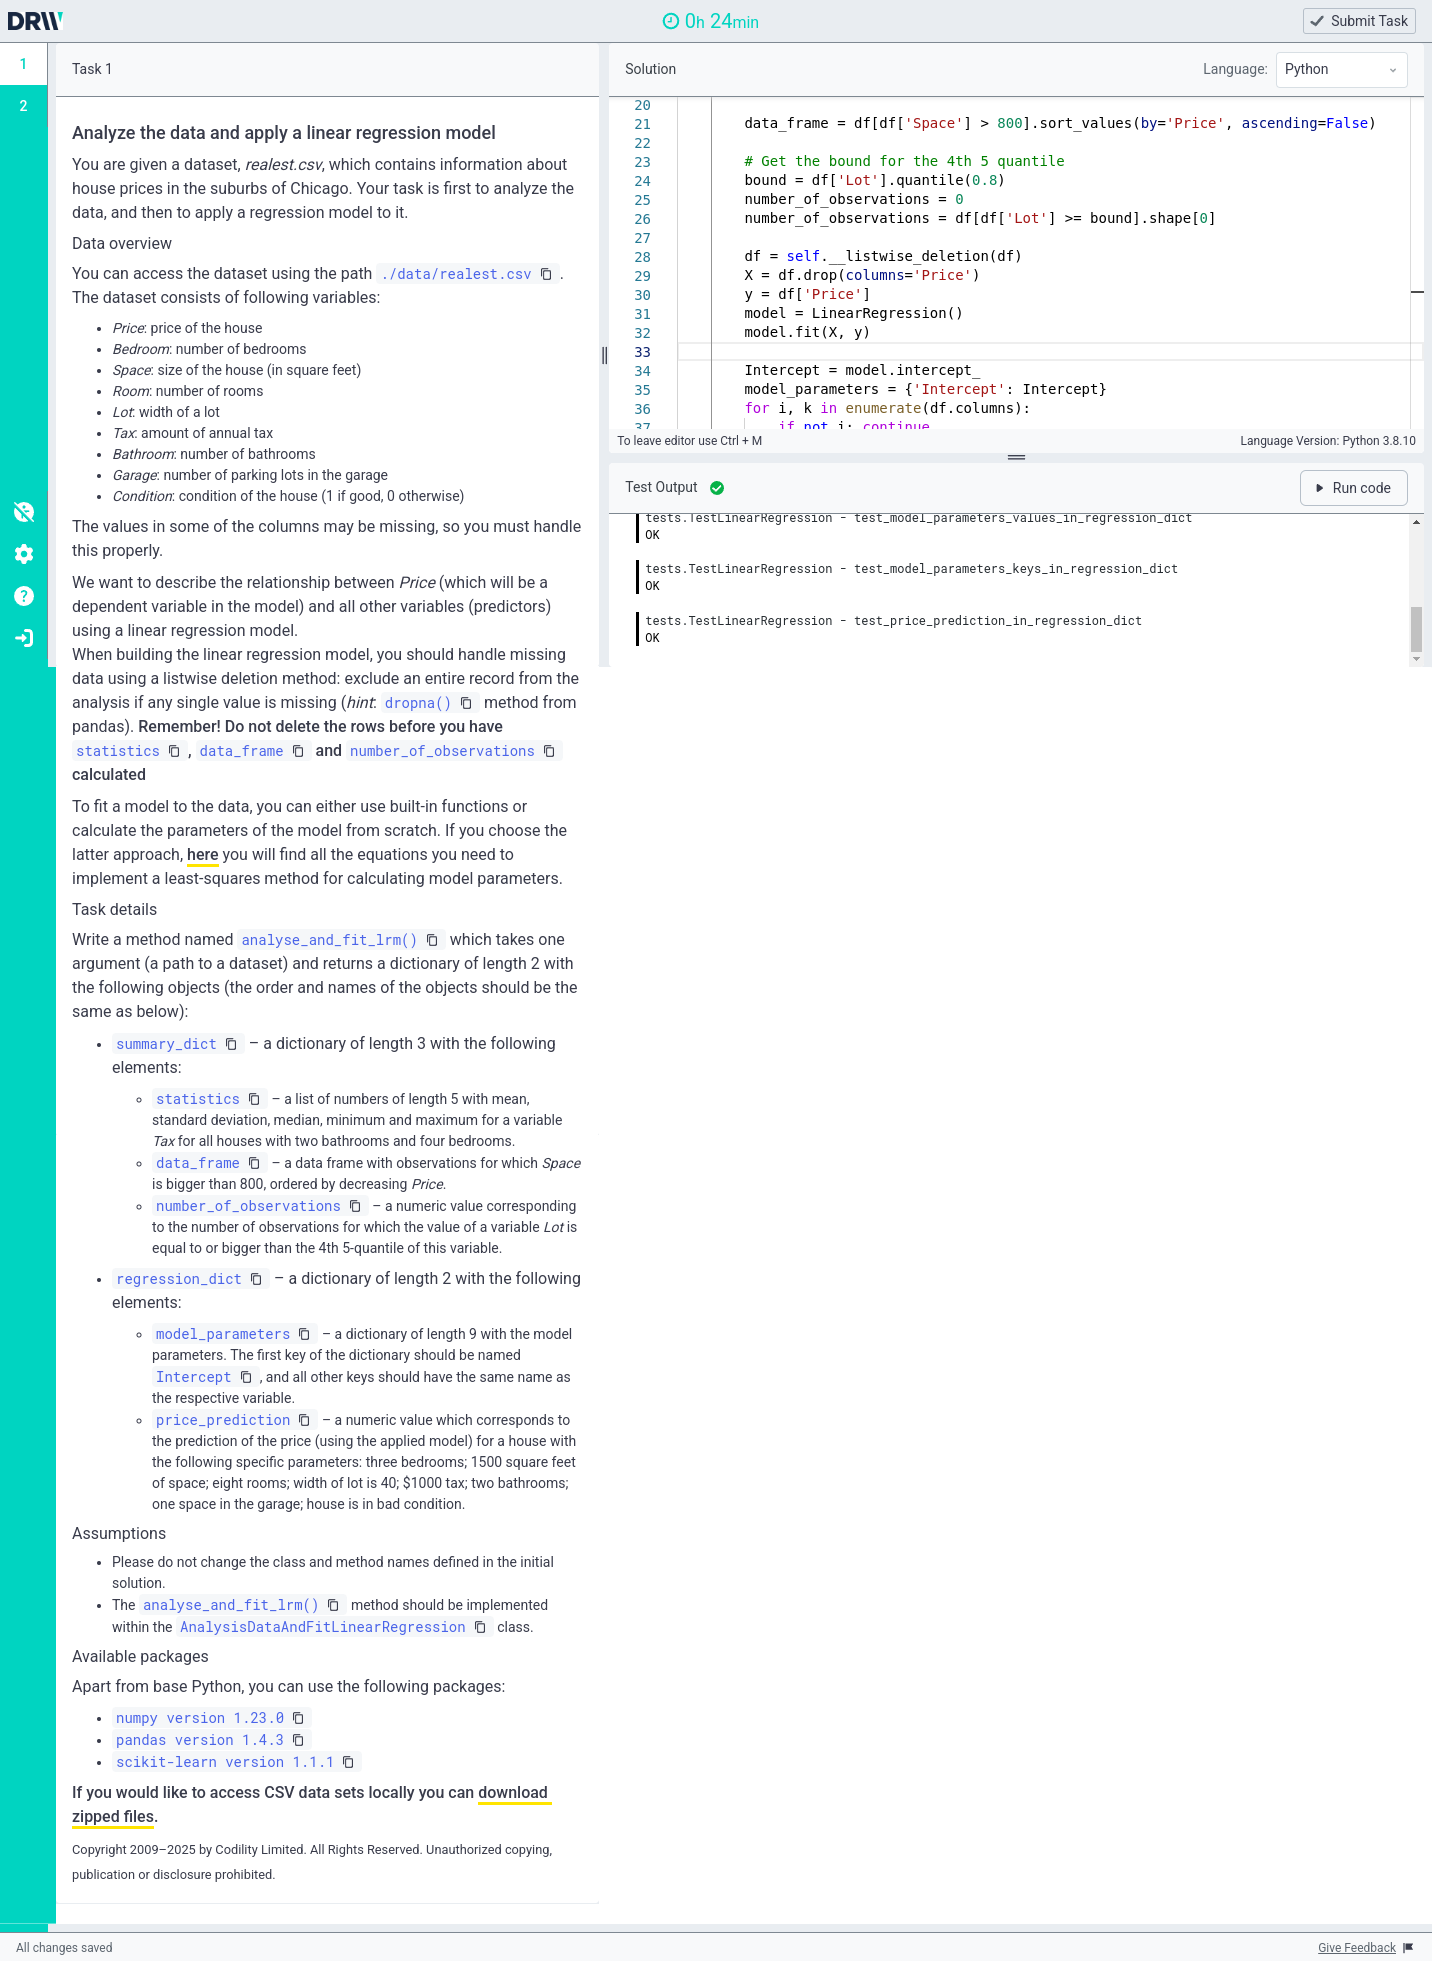 DRW
0h 24min
Submit Task
1
2
Task 1
Analyze the data and apply a linear regression model
You are given a dataset, realest.csv, which contains information about
house prices in the suburbs of Chicago. Your task is first to analyze the
data, and then to apply a regression model to it.
Data overview
You can access the dataset using the path ./data/realest.csv .
The dataset consists of following variables:
• Price: price of the house
• Bedroom: number of bedrooms
• Space: size of the house (in square feet)
• Room: number of rooms
• Lot: width of a lot
• Tax: amount of annual tax
• Bathroom: number of bathrooms
• Garage: number of parking lots in the garage
• Condition: condition of the house (1 if good, 0 otherwise)
The values in some of the columns may be missing, so you must handle
this properly.
We want to describe the relationship between Price (which will be a
dependent variable in the model) and all other variables (predictors)
using a linear regression model.
When building the linear regression model, you should handle missing
data using a listwise deletion method: exclude an entire record from the
analysis if any single value is missing (hint: dropna() method from
pandas). Remember! Do not delete the rows before you have
statistics , data_frame and number_of_observations
calculated
To fit a model to the data, you can either use built-in functions or
calculate the parameters of the model from scratch. If you choose the
latter approach, here you will find all the equations you need to
implement a least-squares method for calculating model parameters.
Task details
Write a method named analyse_and_fit_lrm() which takes one
argument (a path to a dataset) and returns a dictionary of length 2 with
the following objects (the order and names of the objects should be the
same as below):
• summary_dict – a dictionary of length 3 with the following
elements:
◦ statistics – a list of numbers of length 5 with mean,
standard deviation, median, minimum and maximum for a variable
Tax for all houses with two bathrooms and four bedrooms.
◦ data_frame – a data frame with observations for which Space
is bigger than 800, ordered by decreasing Price.
◦ number_of_observations – a numeric value corresponding
to the number of observations for which the value of a variable Lot is
equal to or bigger than the 4th 5-quantile of this variable.
• regression_dict – a dictionary of length 2 with the following
elements:
◦ model_parameters – a dictionary of length 9 with the model
parameters. The first key of the dictionary should be named
Intercept , and all other keys should have the same name as
the respective variable.
◦ price_prediction – a numeric value which corresponds to
the prediction of the price (using the applied model) for a house with
the following specific parameters: three bedrooms; 1500 square feet
of space; eight rooms; width of lot is 40; $1000 tax; two bathrooms;
one space in the garage; house is in bad condition.
Assumptions
• Please do not change the class and method names defined in the initial
solution.
• The analyse_and_fit_lrm() method should be implemented
within the AnalysisDataAndFitLinearRegression class.
Available packages
Apart from base Python, you can use the following packages:
• numpy version 1.23.0
• pandas version 1.4.3
• scikit-learn version 1.1.1
If you would like to access CSV data sets locally you can download
zipped files.
Copyright 2009–2025 by Codility Limited. All Rights Reserved. Unauthorized copying,
publication or disclosure prohibited.
Solution
Language: Python
20
21 data_frame = df[df['Space'] > 800].sort_values(by='Price', ascending=False)
22
23 # Get the bound for the 4th 5 quantile
24 bound = df['Lot'].quantile(0.8)
25 number_of_observations = 0
26 number_of_observations = df[df['Lot'] >= bound].shape[0]
27
28 df = self.__listwise_deletion(df)
29 X = df.drop(columns='Price')
30 y = df['Price']
31 model = LinearRegression()
32 model.fit(X, y)
33
34 Intercept = model.intercept_
35 model_parameters = {'Intercept': Intercept}
36 for i, k in enumerate(df.columns):
37 if not i: continue
To leave editor use Ctrl + M
Language Version: Python 3.8.10
Test Output
Run code
tests.TestLinearRegression - test_model_parameters_values_in_regression_dict
OK
tests.TestLinearRegression - test_model_parameters_keys_in_regression_dict
OK
tests.TestLinearRegression - test_price_prediction_in_regression_dict
OK
All changes saved
Give Feedback